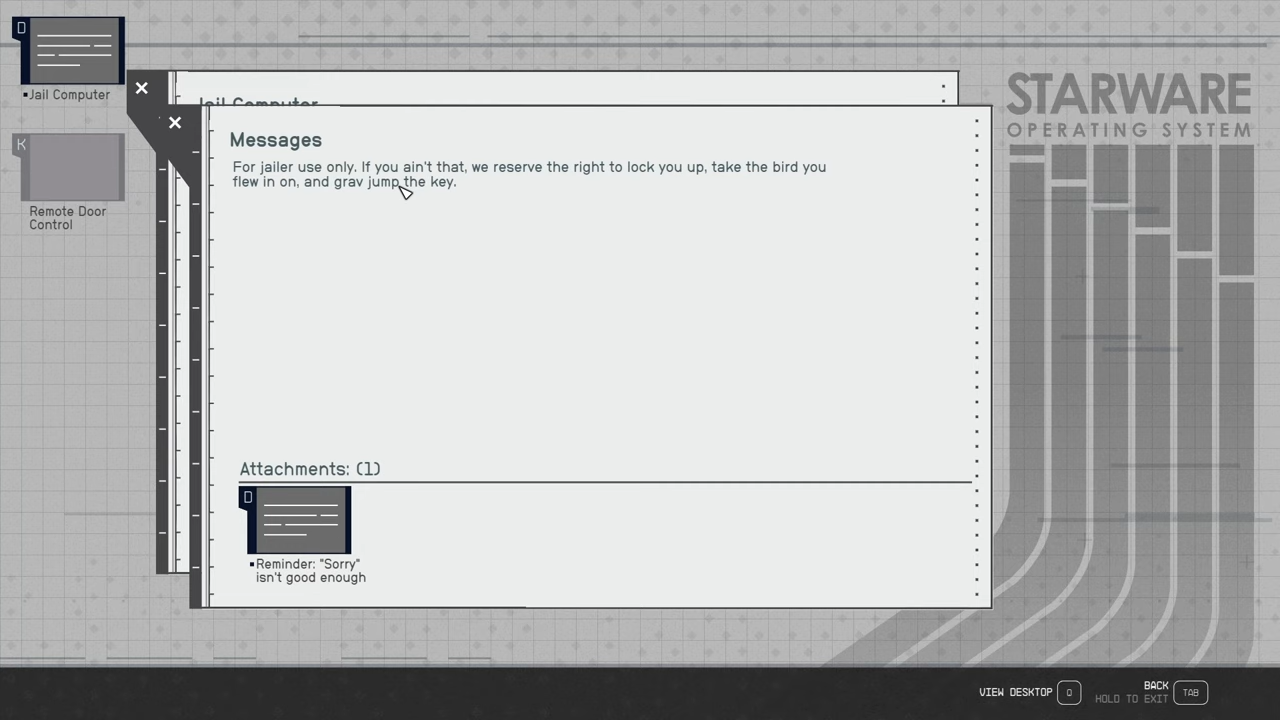 D
Jail Computer
K
Remote Door
Control
Jail Computer
Messages
For jailer use only. If you ain't that, we reserve the right to lock you up, take the bird you
flew in on, and grav jump the key.
Attachments: (1)
D
Reminder: "Sorry"
isn't good enough
STARWARE
OPERATING SYSTEM
VIEW DESKTOP Q
BACK
HOLD TO EXIT TAB